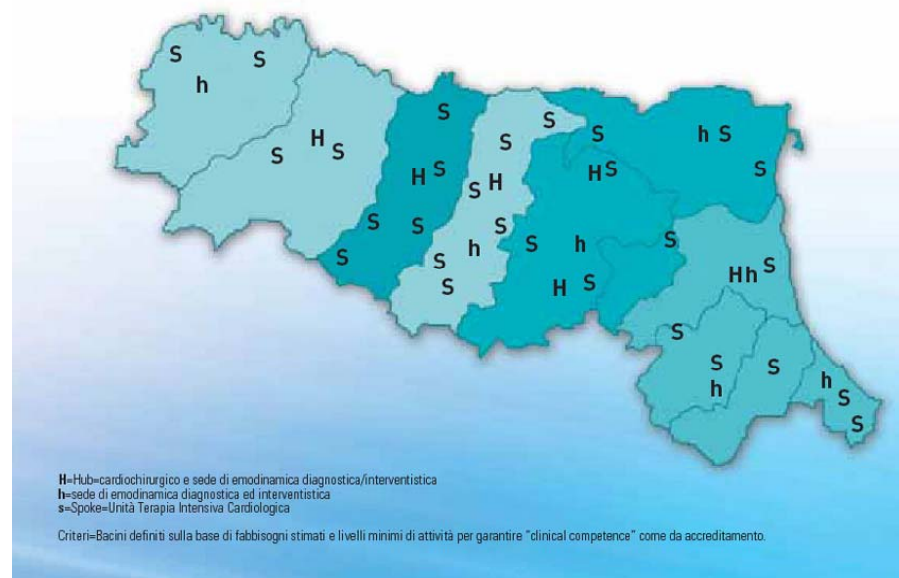 S
S
h
S
H
S
S
H S
S
S
S
S
S
S
H
S
S
h
S
S
S
H S
S
h
H
S
h S
S
S
H h S
S
S
h
S
h
S
S
H=Hub=cardiochirurgico e sede di emodinamica diagnostica/interventistica
h=sede di emodinamica diagnostica ed interventistica
s=Spoke=Unità Terapia Intensiva Cardiologica
Criteri=Bacini definiti sulla base di fabbisogni stimati e livelli minimi di attività per garantire "clinical competence" come da accreditamento.